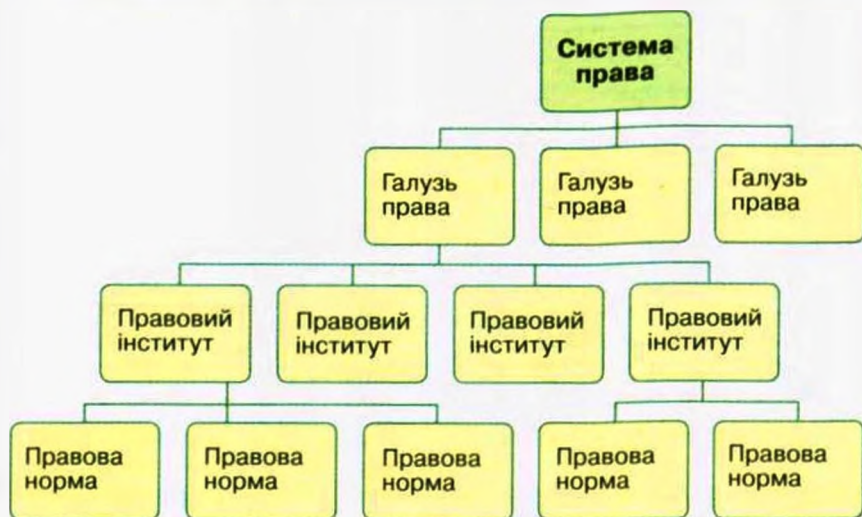 Система
права
Галузь
права
Галузь
права
Галузь
права
Правовий
інститут
Правовий
інститут
Правовий
інститут
Правовий
інститут
Правова
норма
Правова
норма
Правова
норма
Правова
норма
Правова
норма